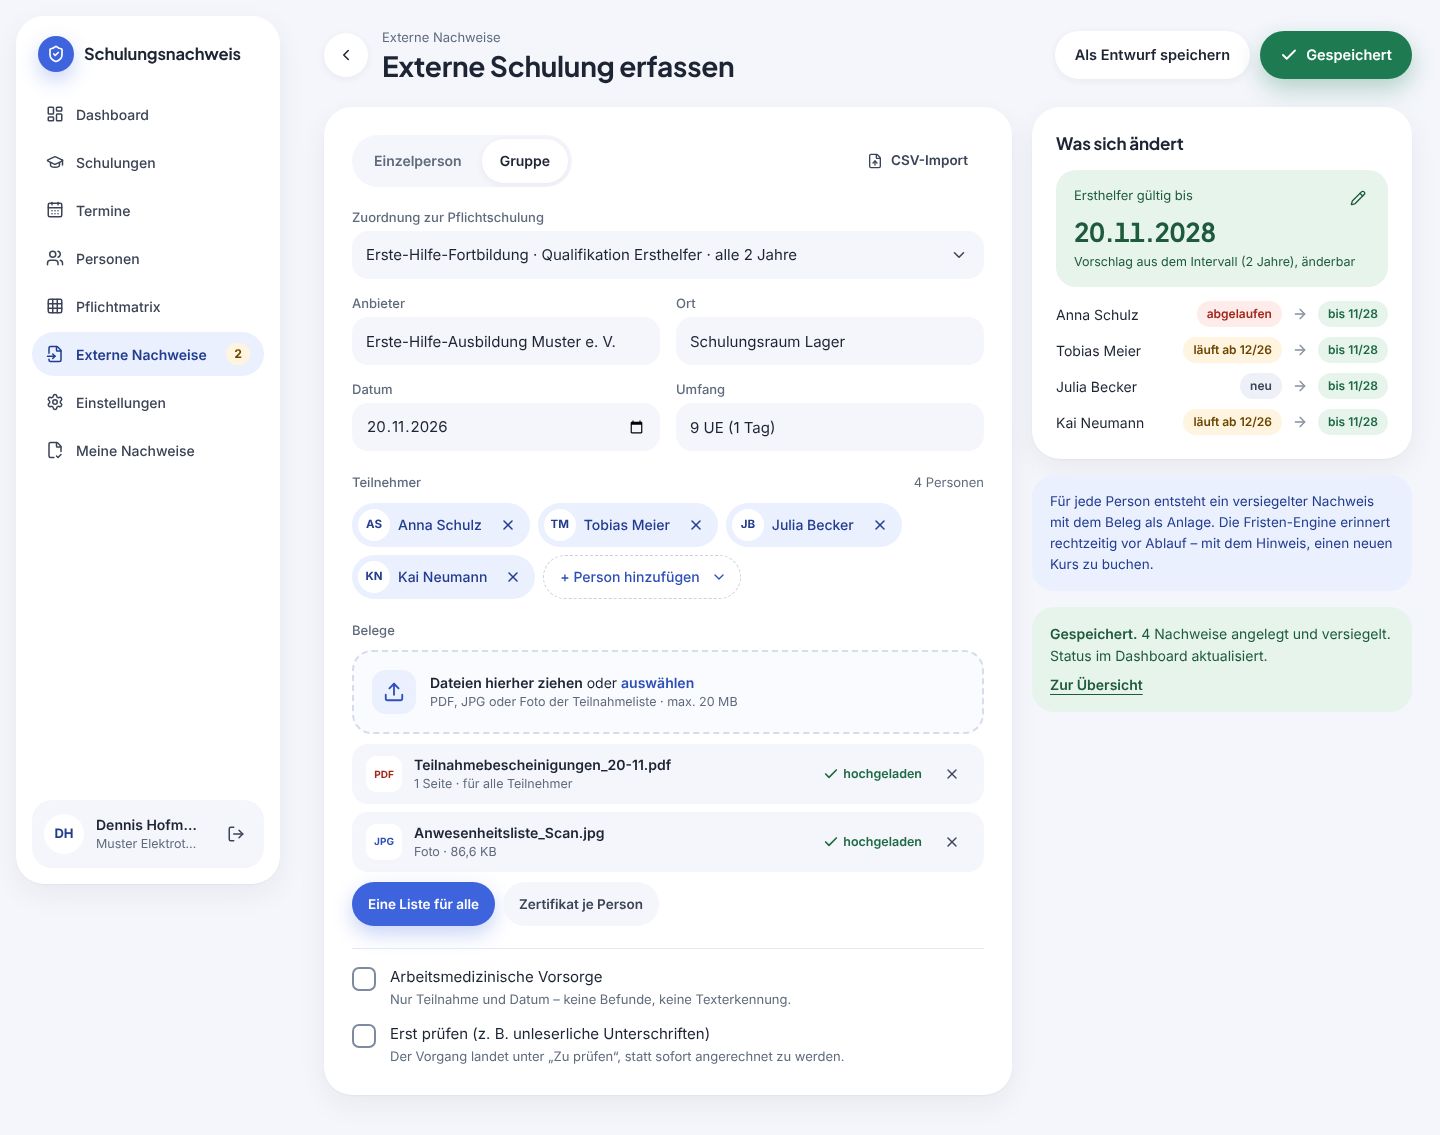 Schulungsnachweis
Dashboard
Schulungen
Termine
Personen
Pflichtmatrix
Externe Nachweise 2
Einstellungen
Meine Nachweise
DH
Dennis Hofm...
Muster Elektrot...
Externe Nachweise
Externe Schulung erfassen
Als Entwurf speichern
Gespeichert
Einzelperson
Gruppe
CSV-Import
Zuordnung zur Pflichtschulung
Erste-Hilfe-Fortbildung · Qualifikation Ersthelfer · alle 2 Jahre
Anbieter
Erste-Hilfe-Ausbildung Muster e. V.
Ort
Schulungsraum Lager
Datum
20.11.2026
Umfang
9 UE (1 Tag)
Teilnehmer
4 Personen
AS Anna Schulz
TM Tobias Meier
JB Julia Becker
KN Kai Neumann
+ Person hinzufügen
Belege
Dateien hierher ziehen oder auswählen
PDF, JPG oder Foto der Teilnahmeliste · max. 20 MB
PDF
Teilnahmebescheinigungen_20-11.pdf
1 Seite · für alle Teilnehmer
hochgeladen
JPG
Anwesenheitsliste_Scan.jpg
Foto · 86,6 KB
hochgeladen
Eine Liste für alle
Zertifikat je Person
Arbeitsmedizinische Vorsorge
Nur Teilnahme und Datum – keine Befunde, keine Texterkennung.
Erst prüfen (z. B. unleserliche Unterschriften)
Der Vorgang landet unter „Zu prüfen“, statt sofort angerechnet zu werden.
Was sich ändert
Ersthelfer gültig bis
20.11.2028
Vorschlag aus dem Intervall (2 Jahre), änderbar
Anna Schulz abgelaufen → bis 11/28
Tobias Meier läuft ab 12/26 → bis 11/28
Julia Becker neu → bis 11/28
Kai Neumann läuft ab 12/26 → bis 11/28
Für jede Person entsteht ein versiegelter Nachweis
mit dem Beleg als Anlage. Die Fristen-Engine erinnert
rechtzeitig vor Ablauf – mit dem Hinweis, einen neuen
Kurs zu buchen.
Gespeichert. 4 Nachweise angelegt und versiegelt.
Status im Dashboard aktualisiert.
Zur Übersicht